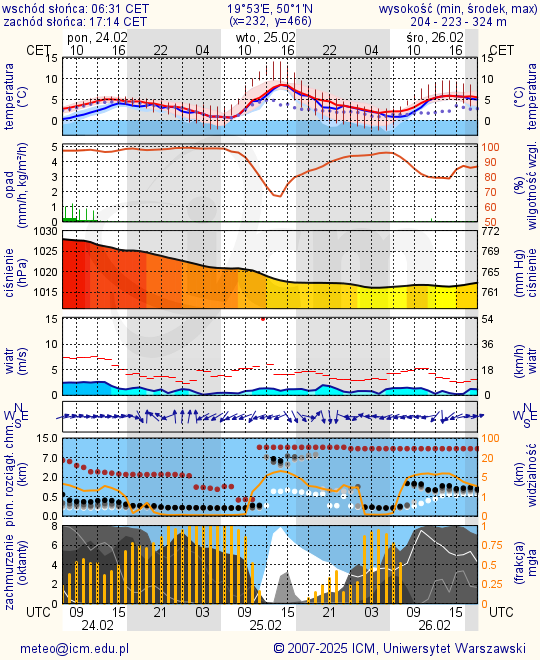 wschód słońca: 06:31 CET 19°53'E, 50°1'N wysokość (min, środek, max)
zachód słońca: 17:14 CET (x=232, y=466) 204 - 223 - 324 m
pon, 24.02 wto, 25.02 śro, 26.02
CET 10 16 22 04 10 16 22 04 10 16 CET
temperatura (°C) 15 10 5 0 15 10 5 0 (°C) temperatura
opad (mm/h, kg/m²/h) 5 4 3 2 1 0 100 90 80 70 60 50 (%) wilgotność wzgl.
ciśnienie (hPa) 1030 1025 1020 1015 772 769 765 761 (mm Hg) ciśnienie
wiatr (m/s) 15 10 5 0 54 36 18 0 (km/h) wiatr
N W E S N W E S
pion. rozciągł. chm. (km) 15.0 7.0 2.0 0.5 0.0 100 20 5 1 0 (km) widzialność
zachmurzenie (oktanty) 8 6 4 2 0 1 0.75 0.5 0.25 0 (frakcja) mgła
UTC 09 15 21 03 09 15 21 03 09 15 UTC
24.02 25.02 26.02
meteo@icm.edu.pl © 2007-2025 ICM, Uniwersytet Warszawski